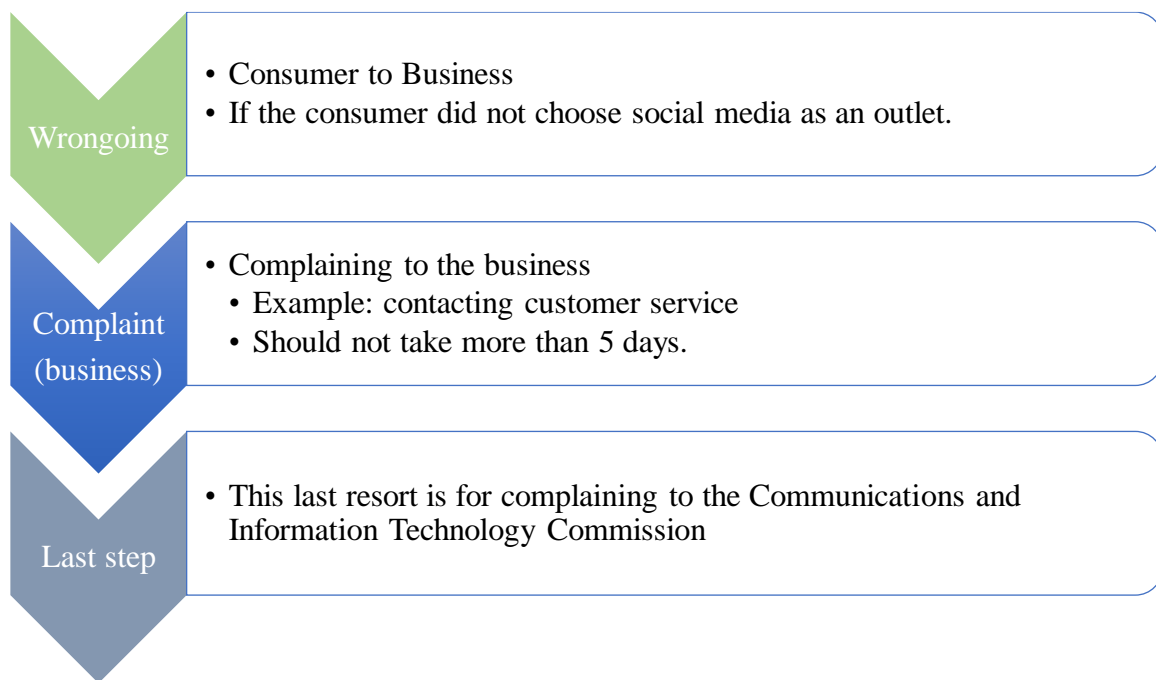 Wrongoing
• Consumer to Business
• If the consumer did not choose social media as an outlet.
Complaint
(business)
• Complaining to the business
• Example: contacting customer service
• Should not take more than 5 days.
Last step
• This last resort is for complaining to the Communications and
Information Technology Commission